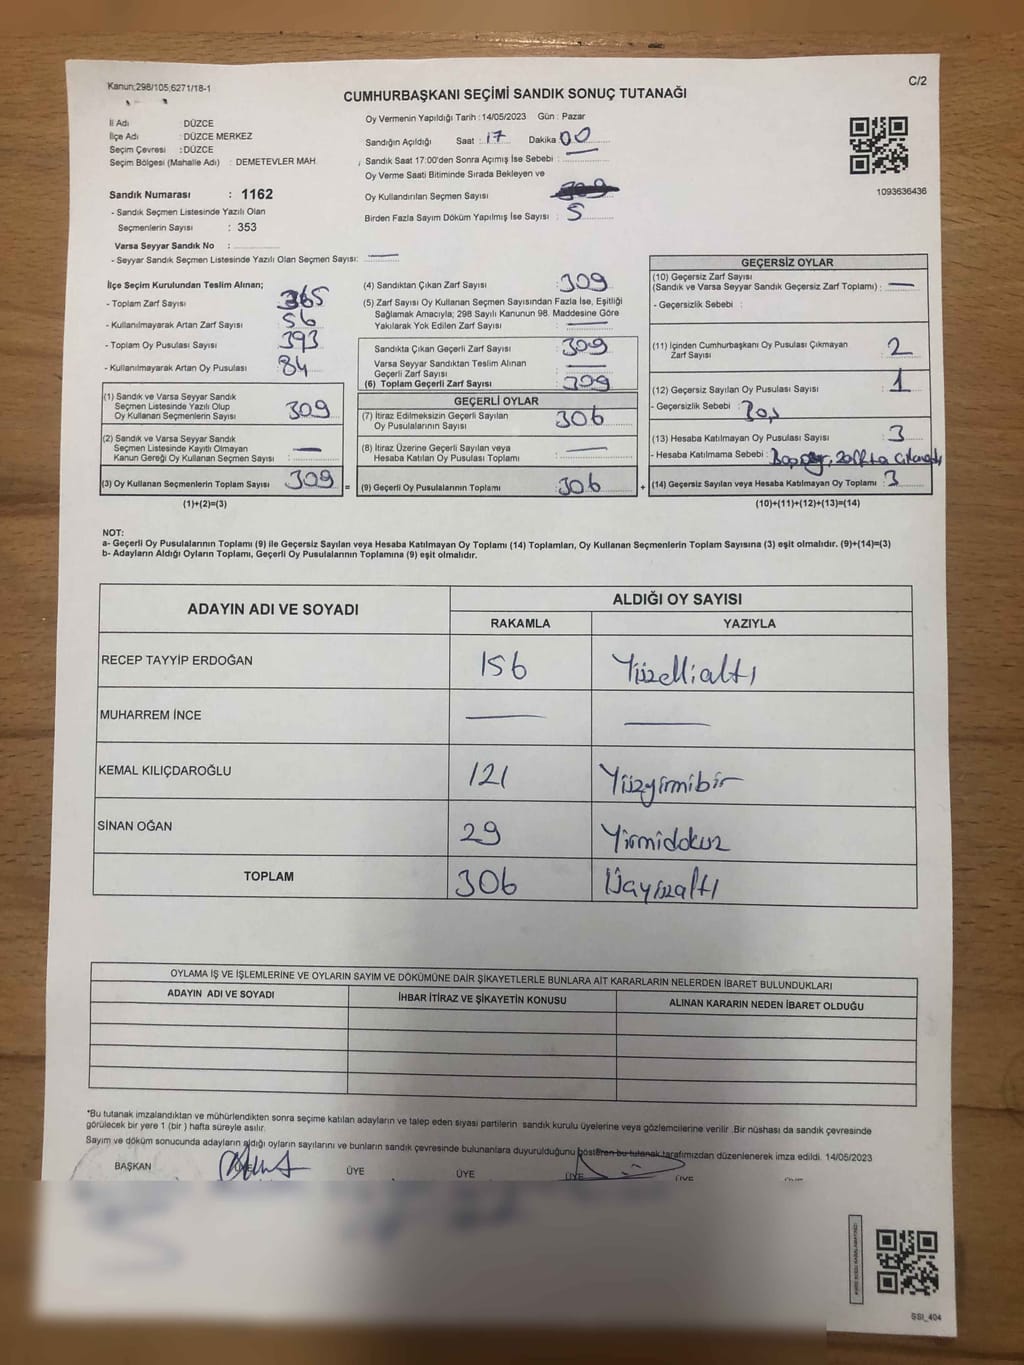 Kanun;298/105,6271/18-1
C/2
CUMHURBAŞKANI SEÇİMİ SANDIK SONUÇ TUTANAĞI
İl Adı : DÜZCE
İlçe Adı : DÜZCE MERKEZ
Seçim Çevresi : DÜZCE
Seçim Bölgesi (Mahalle Adı) : DEMETEVLER MAH.
Sandık Numarası : 1162
- Sandık Seçmen Listesinde Yazılı Olan
Seçmenlerin Sayısı : 353
Varsa Seyyar Sandık No :
- Seyyar Sandık Seçmen Listesinde Yazılı Olan Seçmen Sayısı: —
Oy Vermenin Yapıldığı Tarih :14/05/2023 Gün : Pazar
Sandığın Açıldığı Saat : 17 Dakika 00
Sandık Saat 17:00'den Sonra Açımış İse Sebebi :
Oy Verme Saati Bitiminde Sırada Bekleyen ve
Oy Kullandırılan Seçmen Sayısı
Birden Fazla Sayım Döküm Yapılmış İse Sayısı : 5
1093636436
İlçe Seçim Kurulundan Teslim Alınan;
- Toplam Zarf Sayısı : 365
- Kullanılmayarak Artan Zarf Sayısı : 56
- Toplam Oy Pusulası Sayısı : 393
- Kullanılmayarak Artan Oy Pusulası : 84
(1) Sandık ve Varsa Seyyar Sandık
Seçmen Listesinde Yazılı Olup
Oy Kullanan Seçmenlerin Sayısı : 309
(2) Sandık ve Varsa Seyyar Sandık
Seçmen Listesinde Kayıtlı Olmayan
Kanun Gereği Oy Kullanan Seçmen Sayısı : —
(3) Oy Kullanan Seçmenlerin Toplam Sayısı : 309
(1)+(2)=(3)
(4) Sandıktan Çıkan Zarf Sayısı : 309
(5) Zarf Sayısı Oy Kullanan Seçmen Sayısından Fazla İse, Eşitliği
Sağlamak Amacıyla; 298 Sayılı Kanunun 98. Maddesine Göre
Yakılarak Yok Edilen Zarf Sayısı : —
Sandıkta Çıkan Geçerli Zarf Sayısı : 309
Varsa Seyyar Sandıktan Teslim Alınan
Geçerli Zarf Sayısı : —
(6) Toplam Geçerli Zarf Sayısı : 309
GEÇERLİ OYLAR
(7) İtiraz Edilmeksizin Geçerli Sayılan
Oy Pusulalarının Sayısı : 306
(8) İtiraz Üzerine Geçerli Sayılan veya
Hesaba Katılan Oy Pusulası Toplamı : —
= (9) Geçerli Oy Pusulalarının Toplamı : 306 +
GEÇERSİZ OYLAR
(10) Geçersiz Zarf Sayısı
(Sandık ve Varsa Seyyar Sandık Geçersiz Zarf Toplamı) : —
- Geçersizlik Sebebi :
(11) İçinden Cumhurbaşkanı Oy Pusulası Çıkmayan
Zarf Sayısı : 2
(12) Geçersiz Sayılan Oy Pusulası Sayısı : 1
- Geçersizlik Sebebi :
(13) Hesaba Katılmayan Oy Pusulası Sayısı : 3
- Hesaba Katılmama Sebebi :
(14) Geçersiz Sayılan veya Hesaba Katılmayan Oy Toplamı : 3
(10)+(11)+(12)+(13)=(14)
NOT:
a- Geçerli Oy Pusulalarının Toplamı (9) ile Geçersiz Sayılan veya Hesaba Katılmayan Oy Toplamı (14) Toplamları, Oy Kullanan Seçmenlerin Toplam Sayısına (3) eşit olmalıdır. (9)+(14)=(3)
b- Adayların Aldığı Oyların Toplamı, Geçerli Oy Pusulalarının Toplamına (9) eşit olmalıdır.
ADAYIN ADI VE SOYADI
ALDIĞI OY SAYISI
RAKAMLA YAZIYLA
RECEP TAYYİP ERDOĞAN 156 Yüzelli altı
MUHARREM İNCE — —
KEMAL KILIÇDAROĞLU 121 Yüzyirmibir
SİNAN OĞAN 29 Yirmidokuz
TOPLAM 306 Üçyüzaltı
OYLAMA İŞ VE İŞLEMLERİNE VE OYLARIN SAYIM VE DÖKÜMÜNE DAİR ŞİKAYETLERLE BUNLARA AİT KARARLARIN NELERDEN İBARET BULUNDUKLARI
ADAYIN ADI VE SOYADI İHBAR İTİRAZ VE ŞİKAYETİN KONUSU ALINAN KARARIN NEDEN İBARET OLDUĞU
*Bu tutanak imzalandıktan ve mühürlendikten sonra seçime katılan adayların ve talep eden siyasi partilerin sandık kurulu üyelerine veya gözlemcilerine verilir .Bir nüshası da sandık çevresinde
görülecek bir yere 1 (bir ) hafta süreyle asılır.
Sayım ve döküm sonucunda adayların aldığı oyların sayılarını ve bunların sandık çevresinde bulunanlara duyurulduğunu gösteren bu tutanak tarafımızdan düzenlenerek imza edildi. 14/05/2023
BAŞKAN ÜYE ÜYE ÜYE ÜYE ÜYE
SSI_404